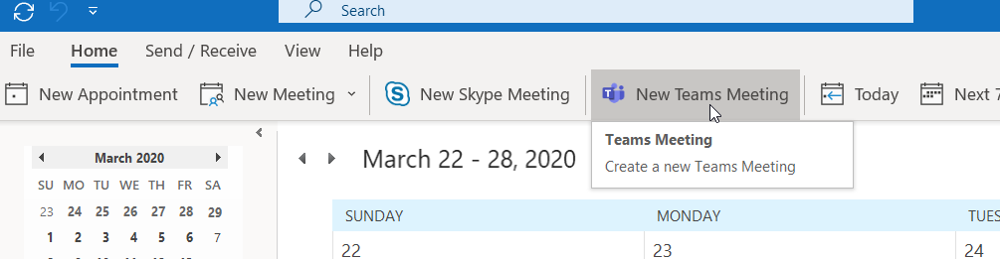 Search
File Home Send / Receive View Help
New Appointment New Meeting New Skype Meeting New Teams Meeting Today Next 7
Teams Meeting
Create a new Teams Meeting
March 2020
SU MO TU WE TH FR SA
23 24 25 26 27 28 29
1 2 3 4 5 6 7
March 22 - 28, 2020
SUNDAY MONDAY TUES
22 23 24